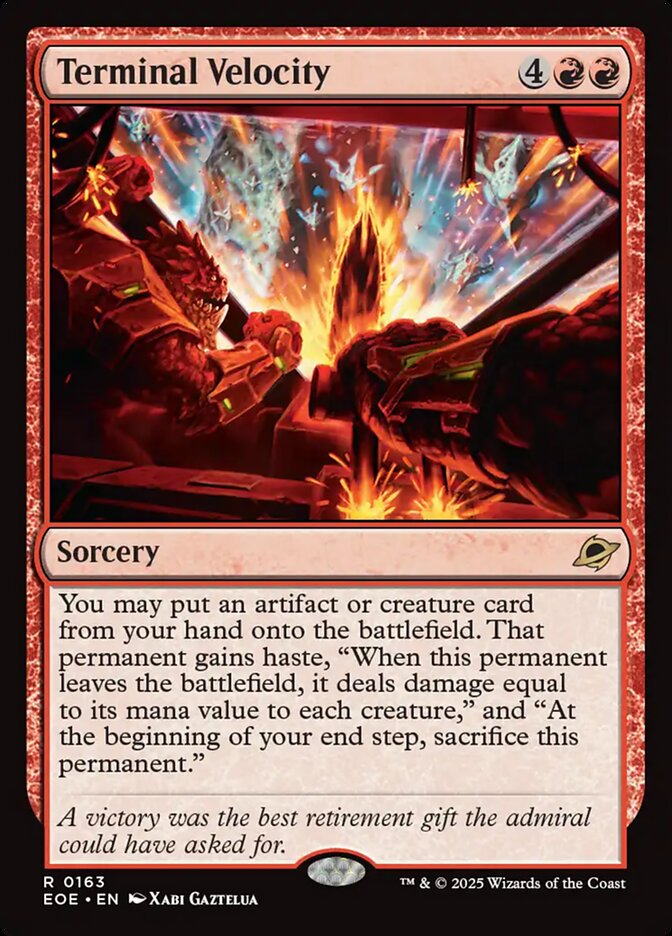 Terminal Velocity 4
Sorcery
You may put an artifact or creature card
from your hand onto the battlefield. That
permanent gains haste, “When this permanent
leaves the battlefield, it deals damage equal
to its mana value to each creature,” and “At
the beginning of your end step, sacrifice this
permanent.”
A victory was the best retirement gift the admiral
could have asked for.
R 0163
EOE • EN Xabi Gaztelua
™ & © 2025 Wizards of the Coast